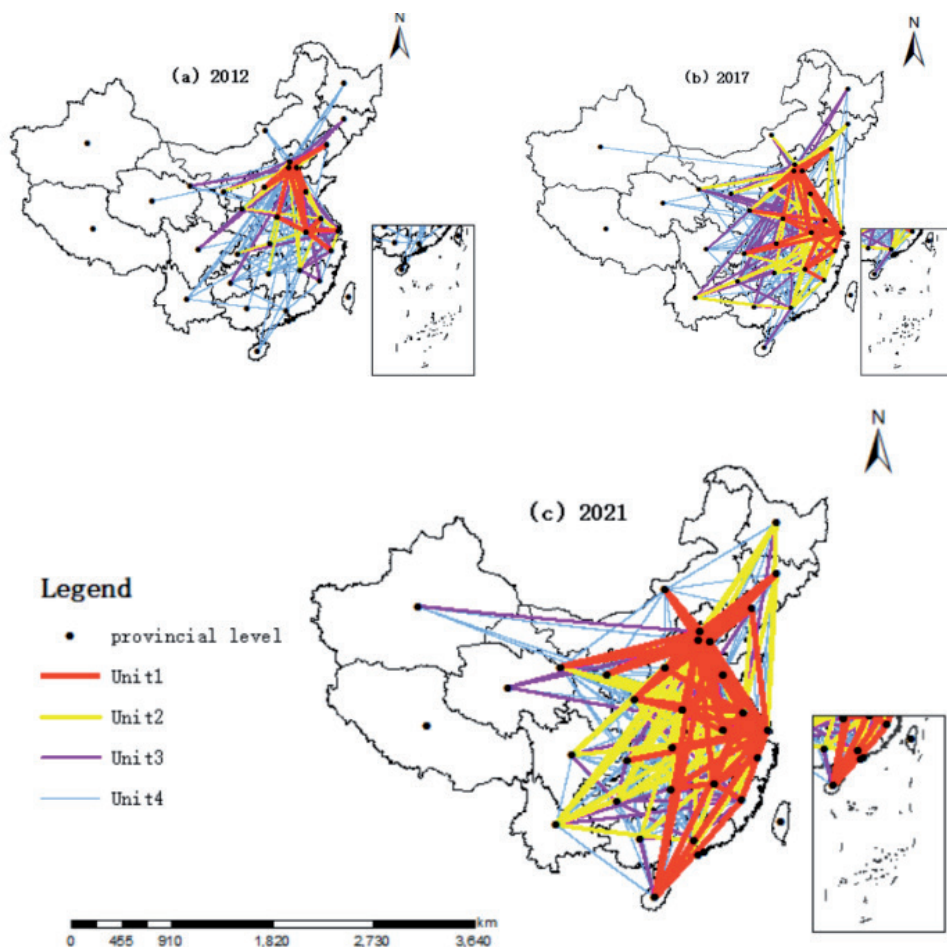 N
N
(a) 2012
(b) 2017
N
(c) 2021
Legend
provincial level
Unit1
Unit2
Unit3
Unit4
km
0 455 910 1,820 2,730 3,640